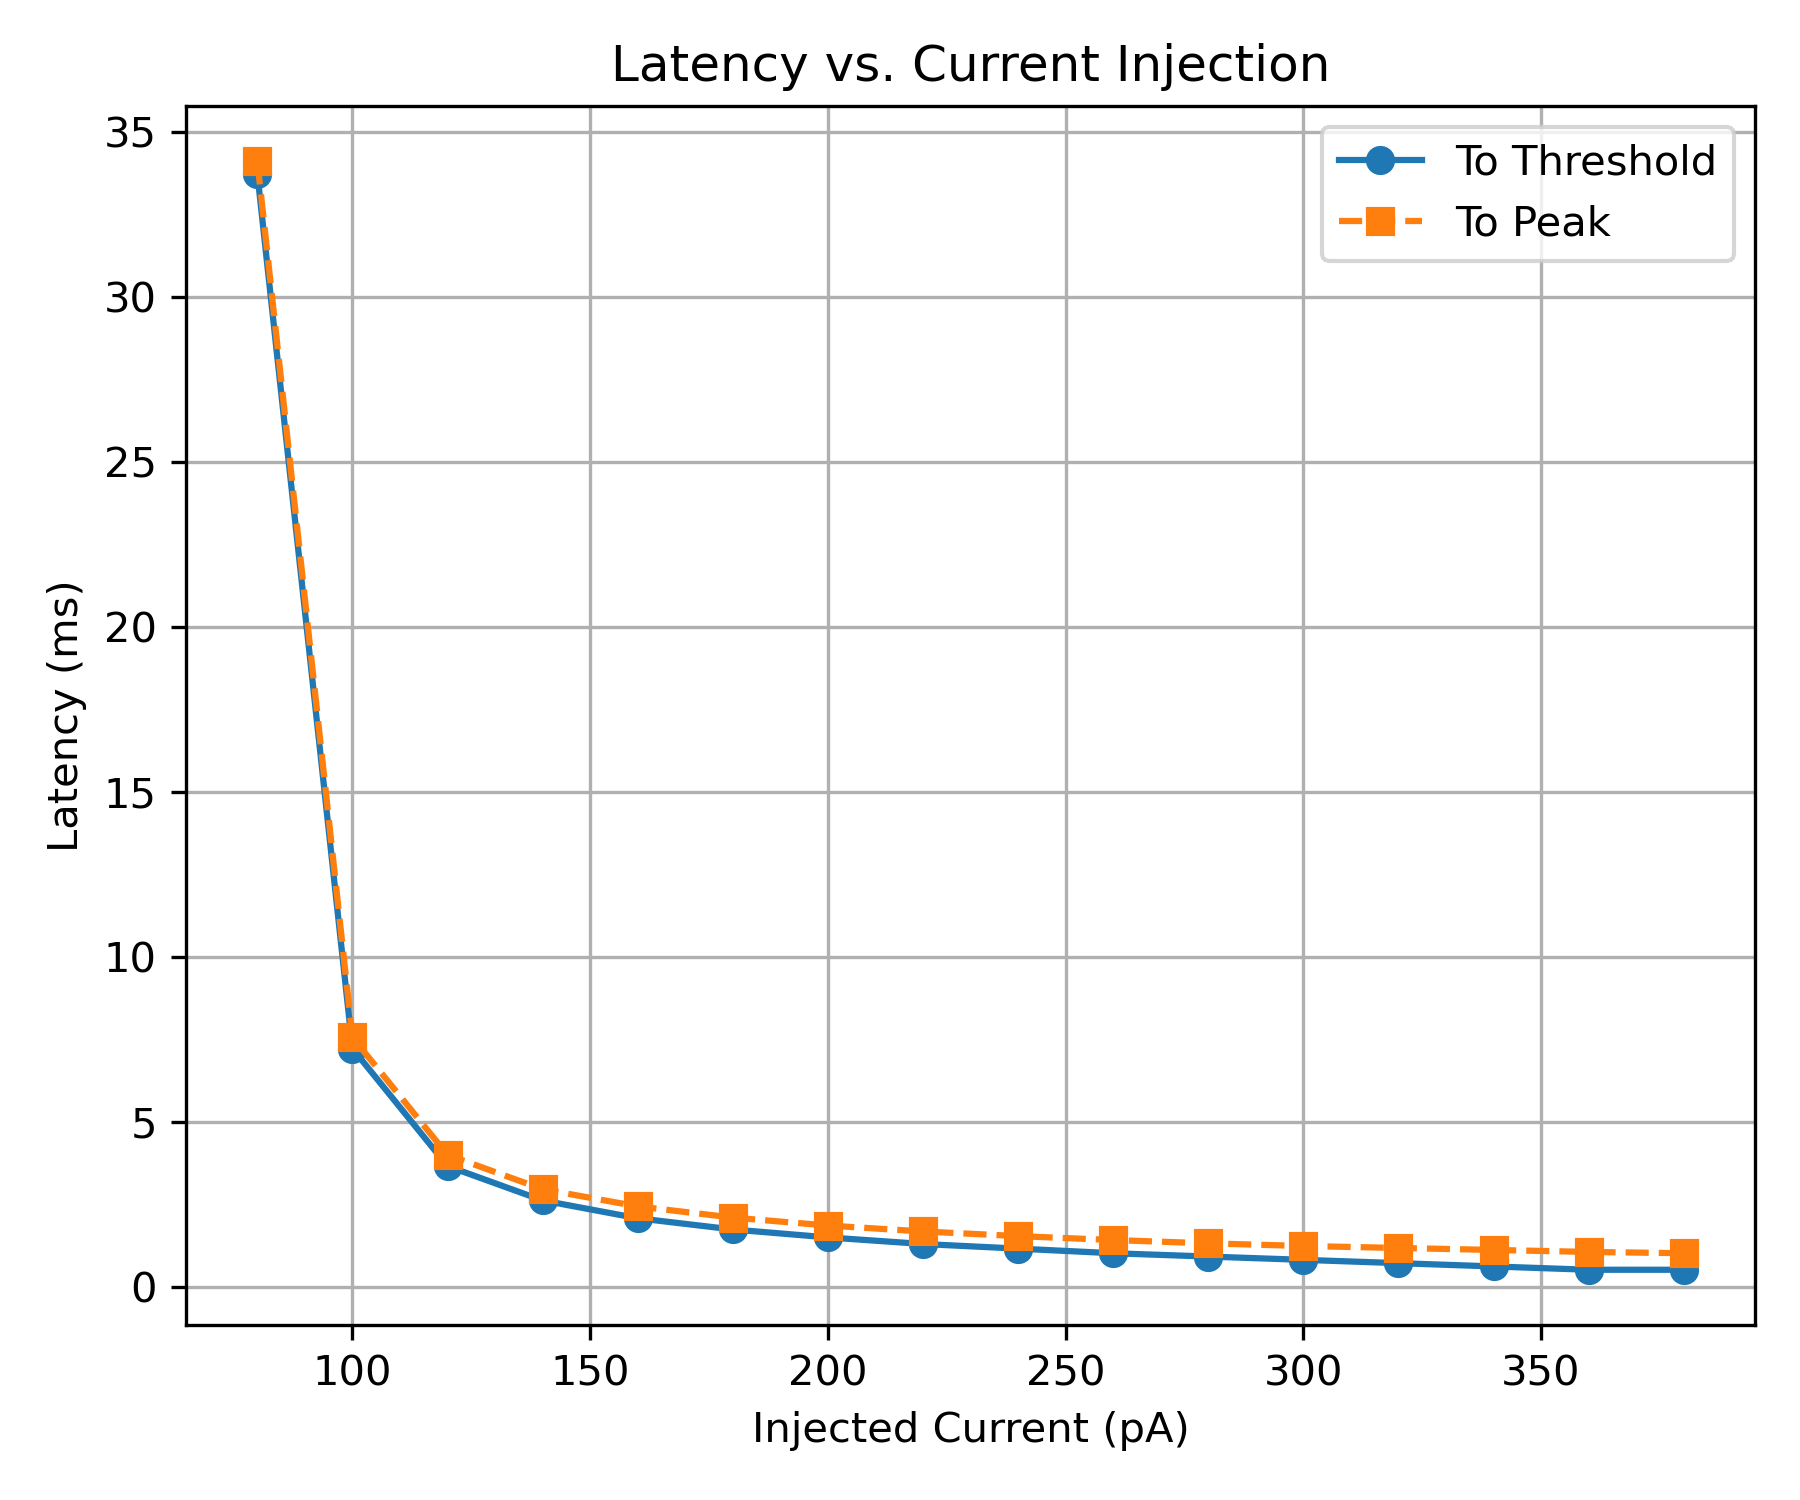 Latency vs. Current Injection
To Threshold
To Peak
35
30
25
20
15
10
5
0
Latency (ms)
100 150 200 250 300 350
Injected Current (pA)